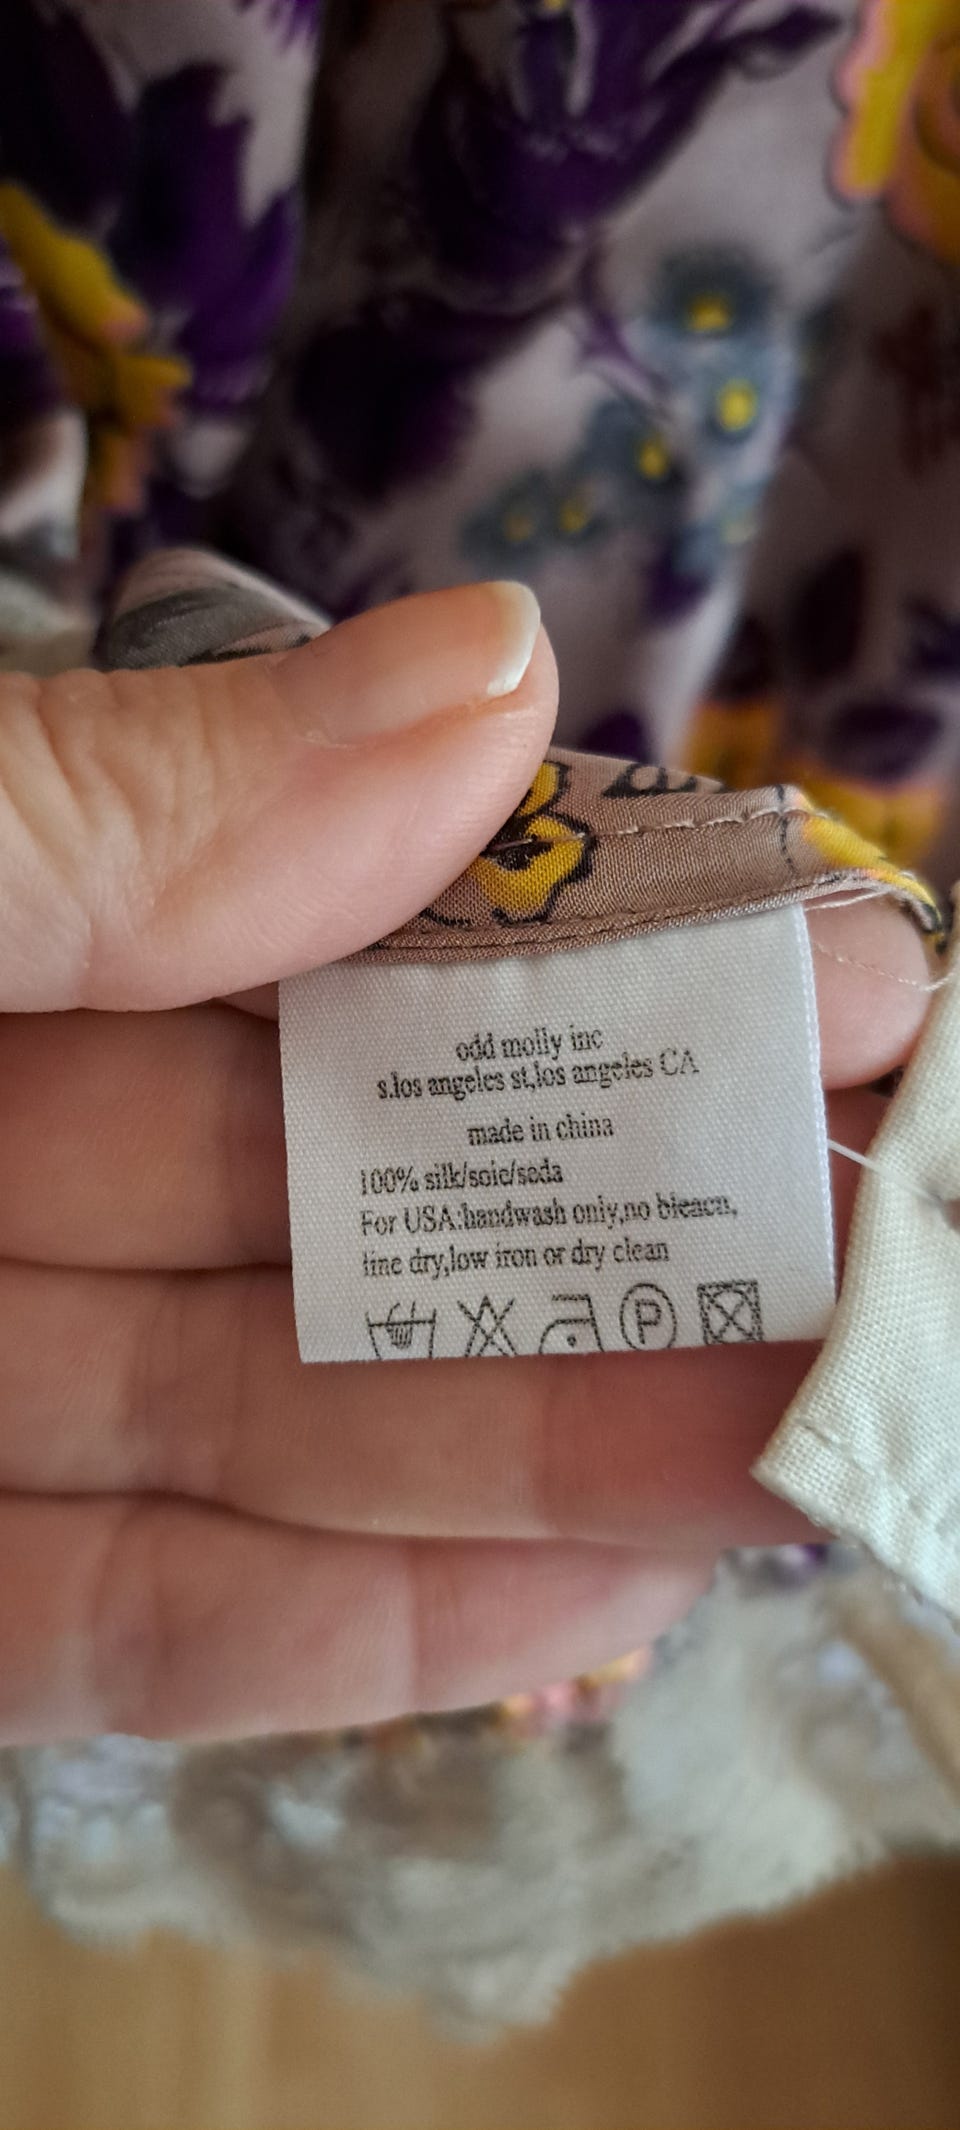 odd molly inc
s.los angeles st,los angeles CA
made in china
100% silk/soie/seda
For USA:handwash only,no bleach,
line dry,low iron or dry clean
P